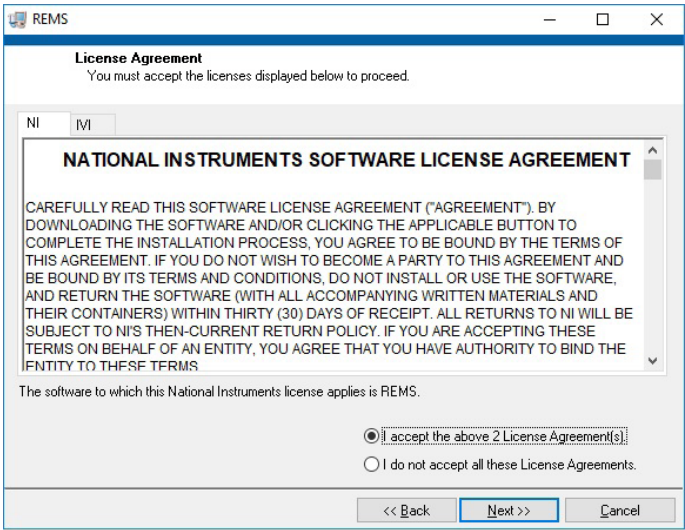 REMS
License Agreement
You must accept the licenses displayed below to proceed.
NI IVI
NATIONAL INSTRUMENTS SOFTWARE LICENSE AGREEMENT
CAREFULLY READ THIS SOFTWARE LICENSE AGREEMENT ("AGREEMENT"). BY
DOWNLOADING THE SOFTWARE AND/OR CLICKING THE APPLICABLE BUTTON TO
COMPLETE THE INSTALLATION PROCESS, YOU AGREE TO BE BOUND BY THE TERMS OF
THIS AGREEMENT. IF YOU DO NOT WISH TO BECOME A PARTY TO THIS AGREEMENT AND
BE BOUND BY ITS TERMS AND CONDITIONS, DO NOT INSTALL OR USE THE SOFTWARE,
AND RETURN THE SOFTWARE (WITH ALL ACCOMPANYING WRITTEN MATERIALS AND
THEIR CONTAINERS) WITHIN THIRTY (30) DAYS OF RECEIPT. ALL RETURNS TO NI WILL BE
SUBJECT TO NI'S THEN-CURRENT RETURN POLICY. IF YOU ARE ACCEPTING THESE
TERMS ON BEHALF OF AN ENTITY, YOU AGREE THAT YOU HAVE AUTHORITY TO BIND THE
ENTITY TO THESE TERMS
The software to which this National Instruments license applies is REMS.
I accept the above 2 License Agreement(s).
I do not accept all these License Agreements.
<< Back Next >> Cancel